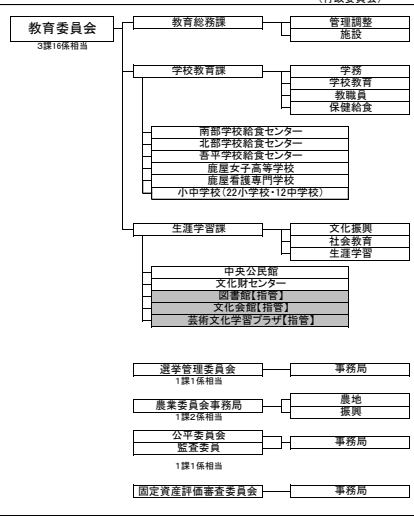 (行政委員会)
教育委員会
3課16係相当
教育総務課
管理調整
施設
学校教育課
学務
学校教育
教職員
保健給食
南部学校給食センター
北部学校給食センター
吾平学校給食センター
鹿屋女子高等学校
鹿屋看護専門学校
小中学校(22小学校・12中学校)
生涯学習課
文化振興
社会教育
生涯学習
中央公民館
文化財センター
図書館【指管】
文化会館【指管】
芸術文化学習プラザ【指管】
選挙管理委員会
事務局
1課1係相当
農業委員会事務局
農地
振興
1課2係相当
公平委員会
監査委員
事務局
1課1係相当
固定資産評価審査委員会
事務局